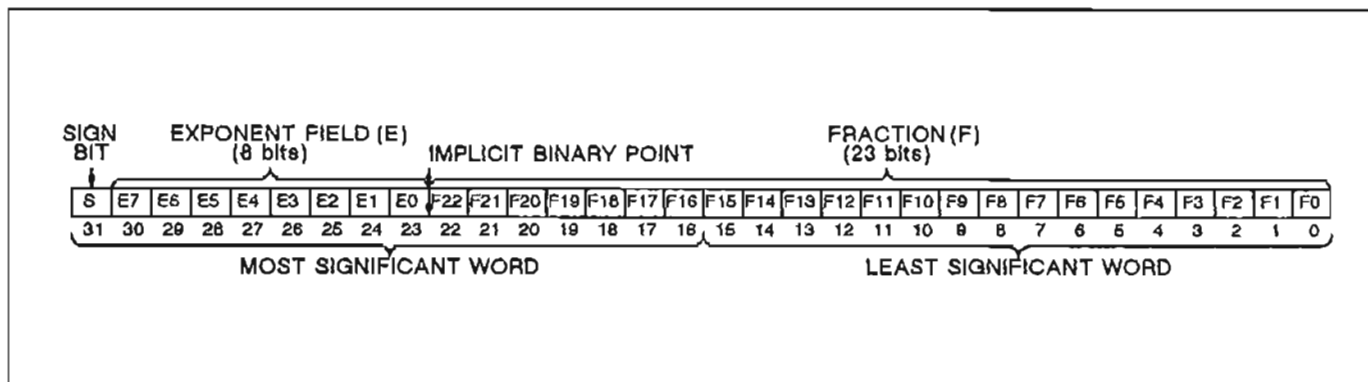 SIGN BIT
EXPONENT FIELD (E)
(8 bits)
IMPLICIT BINARY POINT
FRACTION (F)
(23 bits)
S E7 E6 E5 E4 E3 E2 E1 E0 F22 F21 F20 F19 F18 F17 F16 F15 F14 F13 F12 F11 F10 F9 F8 F7 F6 F5 F4 F3 F2 F1 F0
31 30 29 28 27 26 25 24 23 22 21 20 19 18 17 16 15 14 13 12 11 10 9 8 7 6 5 4 3 2 1 0
MOST SIGNIFICANT WORD
LEAST SIGNIFICANT WORD